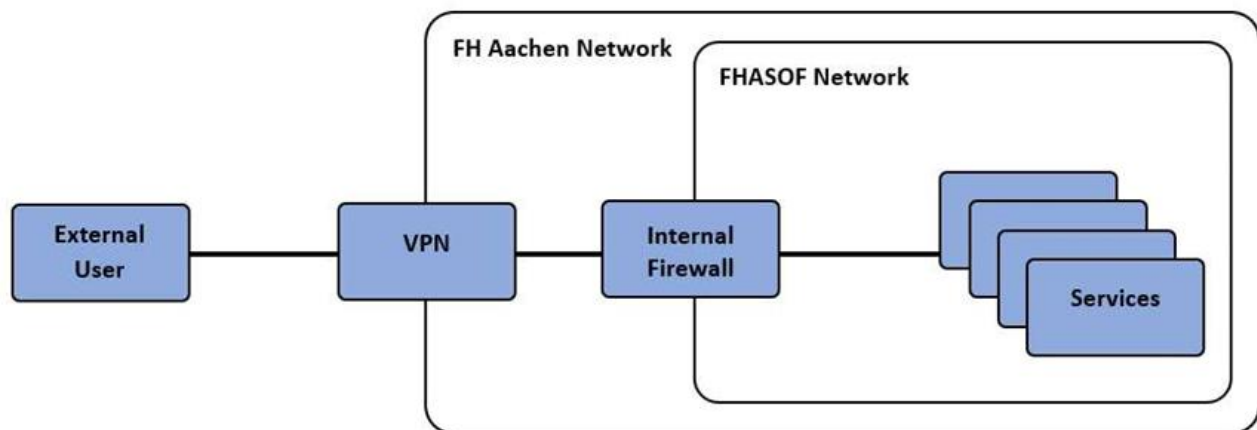 FH Aachen Network
FHASOF Network
External
User
VPN
Internal
Firewall
Services